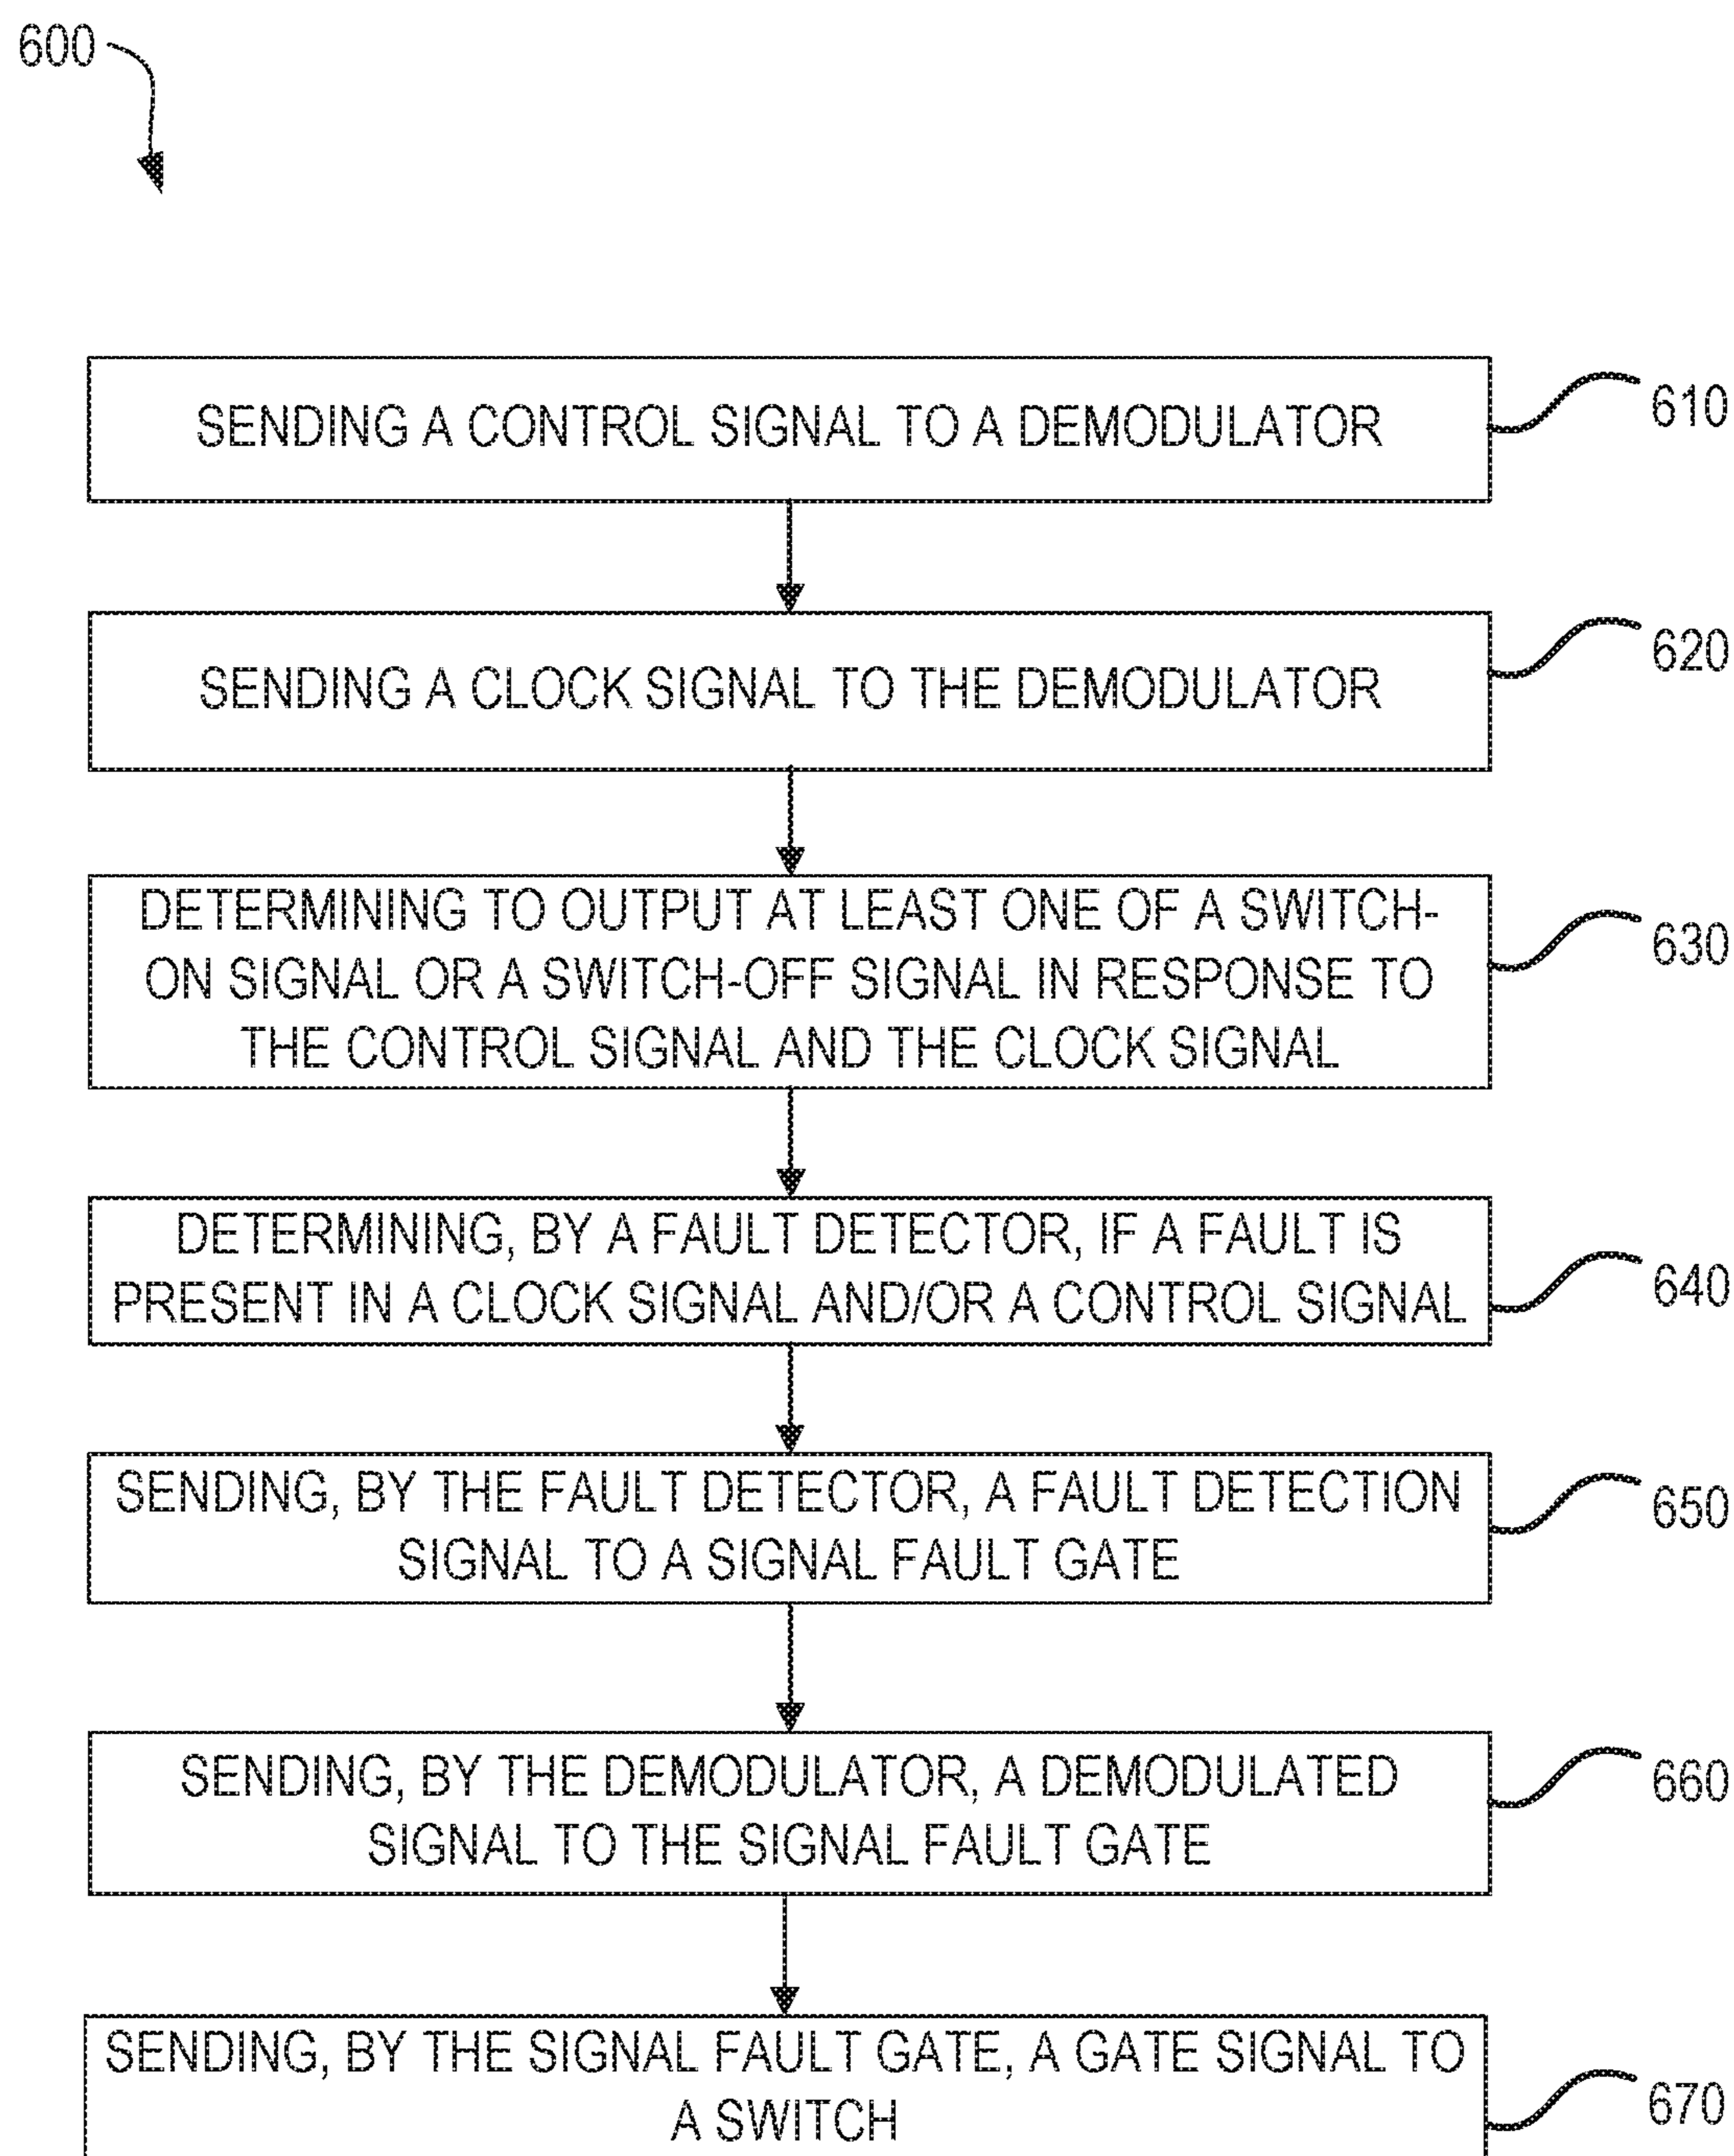 600
SENDING A CONTROL SIGNAL TO A DEMODULATOR
610
SENDING A CLOCK SIGNAL TO THE DEMODULATOR
620
DETERMINING TO OUTPUT AT LEAST ONE OF A SWITCH-
ON SIGNAL OR A SWITCH-OFF SIGNAL IN RESPONSE TO
THE CONTROL SIGNAL AND THE CLOCK SIGNAL
630
DETERMINING, BY A FAULT DETECTOR, IF A FAULT IS
PRESENT IN A CLOCK SIGNAL AND/OR A CONTROL SIGNAL
640
SENDING, BY THE FAULT DETECTOR, A FAULT DETECTION
SIGNAL TO A SIGNAL FAULT GATE
650
SENDING, BY THE DEMODULATOR, A DEMODULATED
SIGNAL TO THE SIGNAL FAULT GATE
660
SENDING, BY THE SIGNAL FAULT GATE, A GATE SIGNAL TO
A SWITCH
670